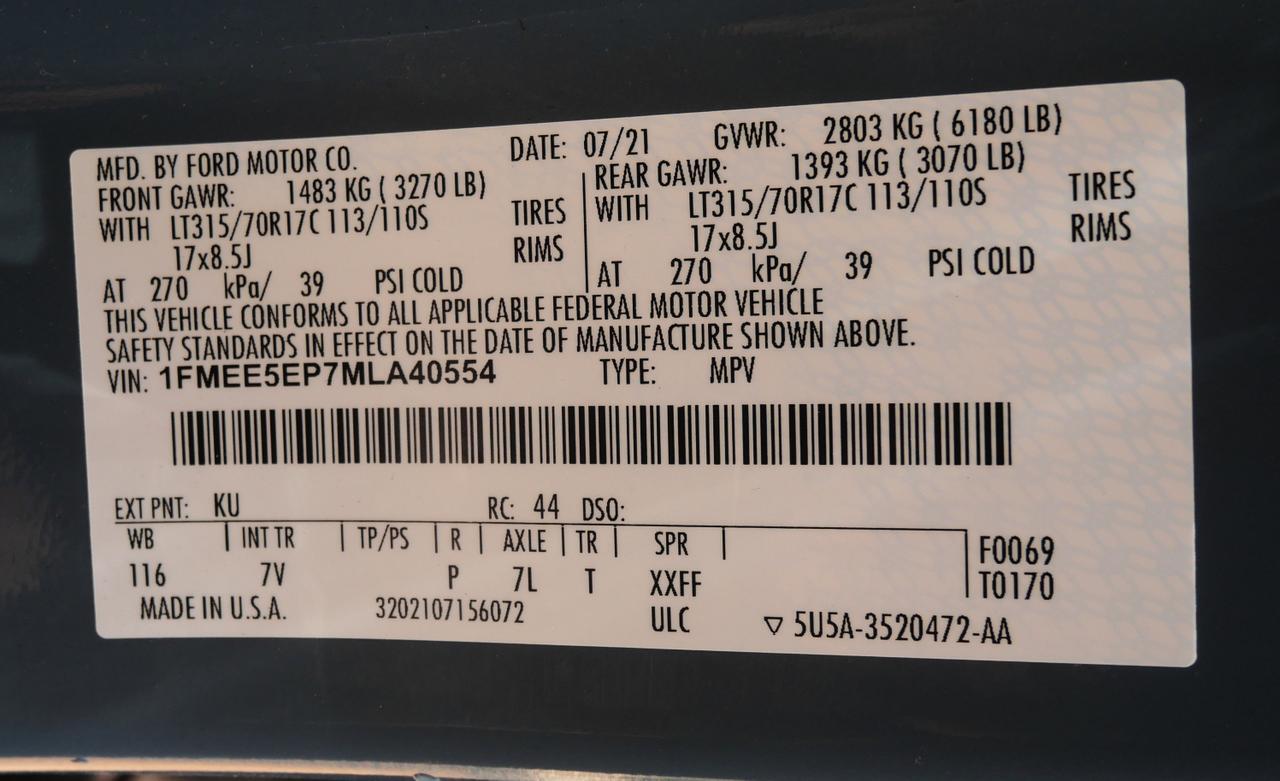 MFD. BY FORD MOTOR CO. DATE: 07/21 GVWR: 2803 KG ( 6180 LB)
FRONT GAWR: 1483 KG ( 3270 LB) REAR GAWR: 1393 KG ( 3070 LB)
WITH LT315/70R17C 113/110S TIRES WITH LT315/70R17C 113/110S TIRES
17x8.5J RIMS 17x8.5J RIMS
AT 270 kPa/ 39 PSI COLD AT 270 kPa/ 39 PSI COLD
THIS VEHICLE CONFORMS TO ALL APPLICABLE FEDERAL MOTOR VEHICLE
SAFETY STANDARDS IN EFFECT ON THE DATE OF MANUFACTURE SHOWN ABOVE.
VIN: 1FMEE5EP7MLA40554 TYPE: MPV
EXT PNT: KU RC: 44 DSO:
WB INT TR TP/PS R AXLE TR SPR F0069
116 7V P 7L T XXFF T0170
MADE IN U.S.A. 3202107156072 ULC ▽ 5U5A-3520472-AA